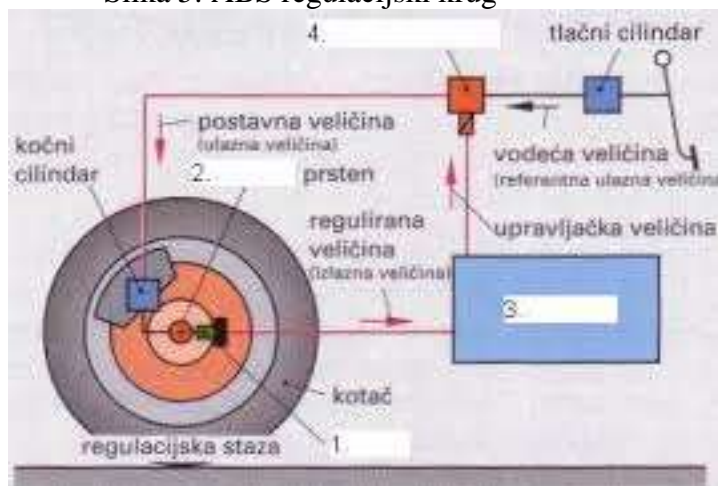 Slika 5. ABS regulacijski krug
4.
tlačni cilindar
postavna veličina
(ulazna veličina)
kočni
cilindar
2. prsten
vodeća veličina
(referentna ulazna veličina
regulirana
veličina
(izlazna veličina)
upravljačka veličina
3.
kotač
regulacijska staza
1.